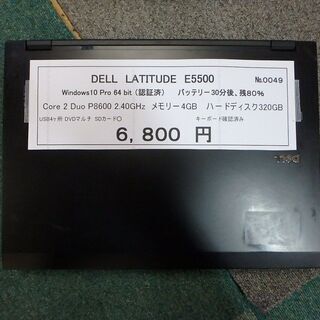 DELL LATITUDE E5500 №0049
Windows10 Pro 64 bit（認証済） バッテリー30分後、残80%
Core 2 Duo P8600 2.40GHz メモリー4GB ハードディスク320GB
USB4ヶ所 DVDマルチ SDカード〇 キーボード確認済み
6,800 円
DELL